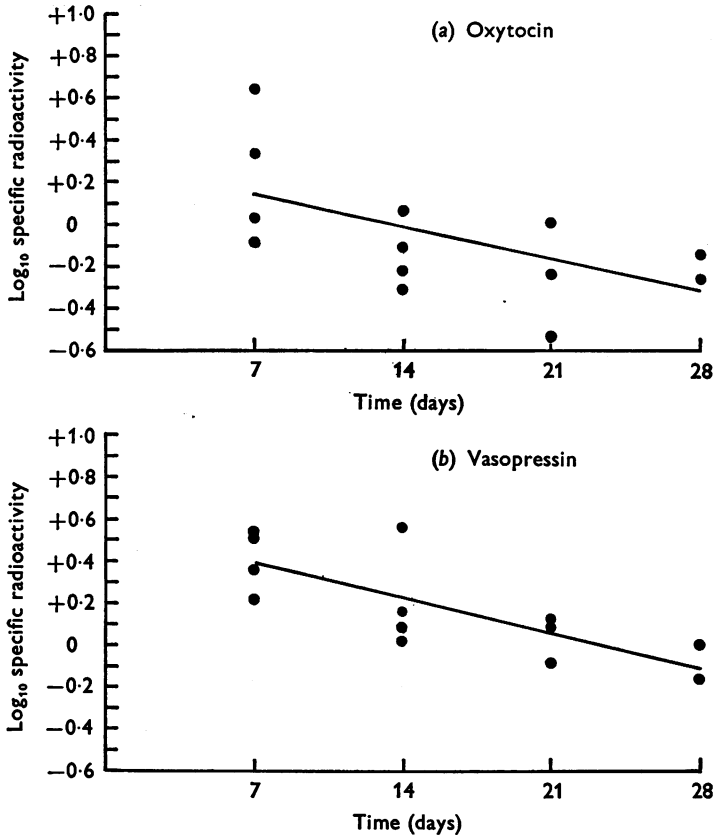 (a) Oxytocin
Log₁₀ specific radioactivity
+1·0
+0·8
+0·6
+0·4
+0·2
0
−0·2
−0·4
−0·6
7 14 21 28
Time (days)
(b) Vasopressin
Log₁₀ specific radioactivity
+1·0
+0·8
+0·6
+0·4
+0·2
0
−0·2
−0·4
−0·6
7 14 21 28
Time (days)